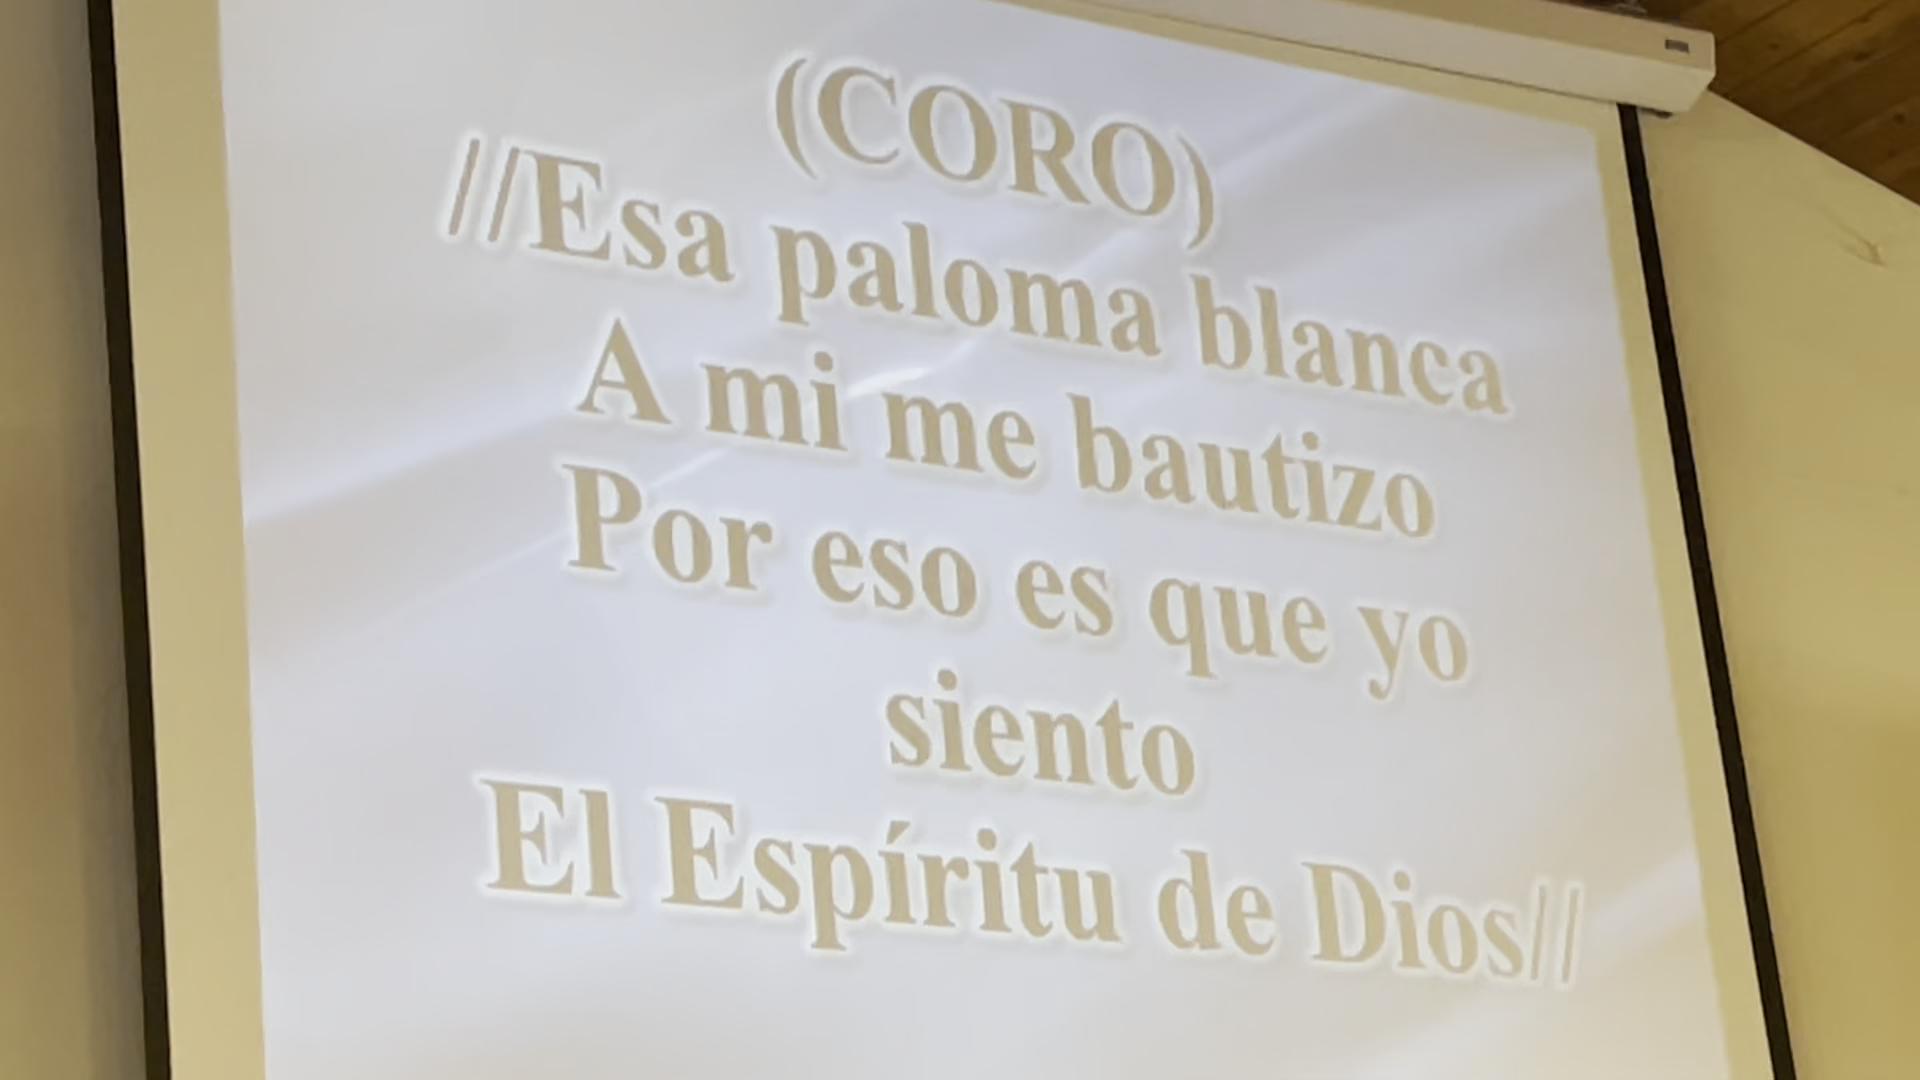 (CORO)
//Esa paloma blanca
A mi me bautizo
Por eso es que yo
siento
El Espíritu de Dios//